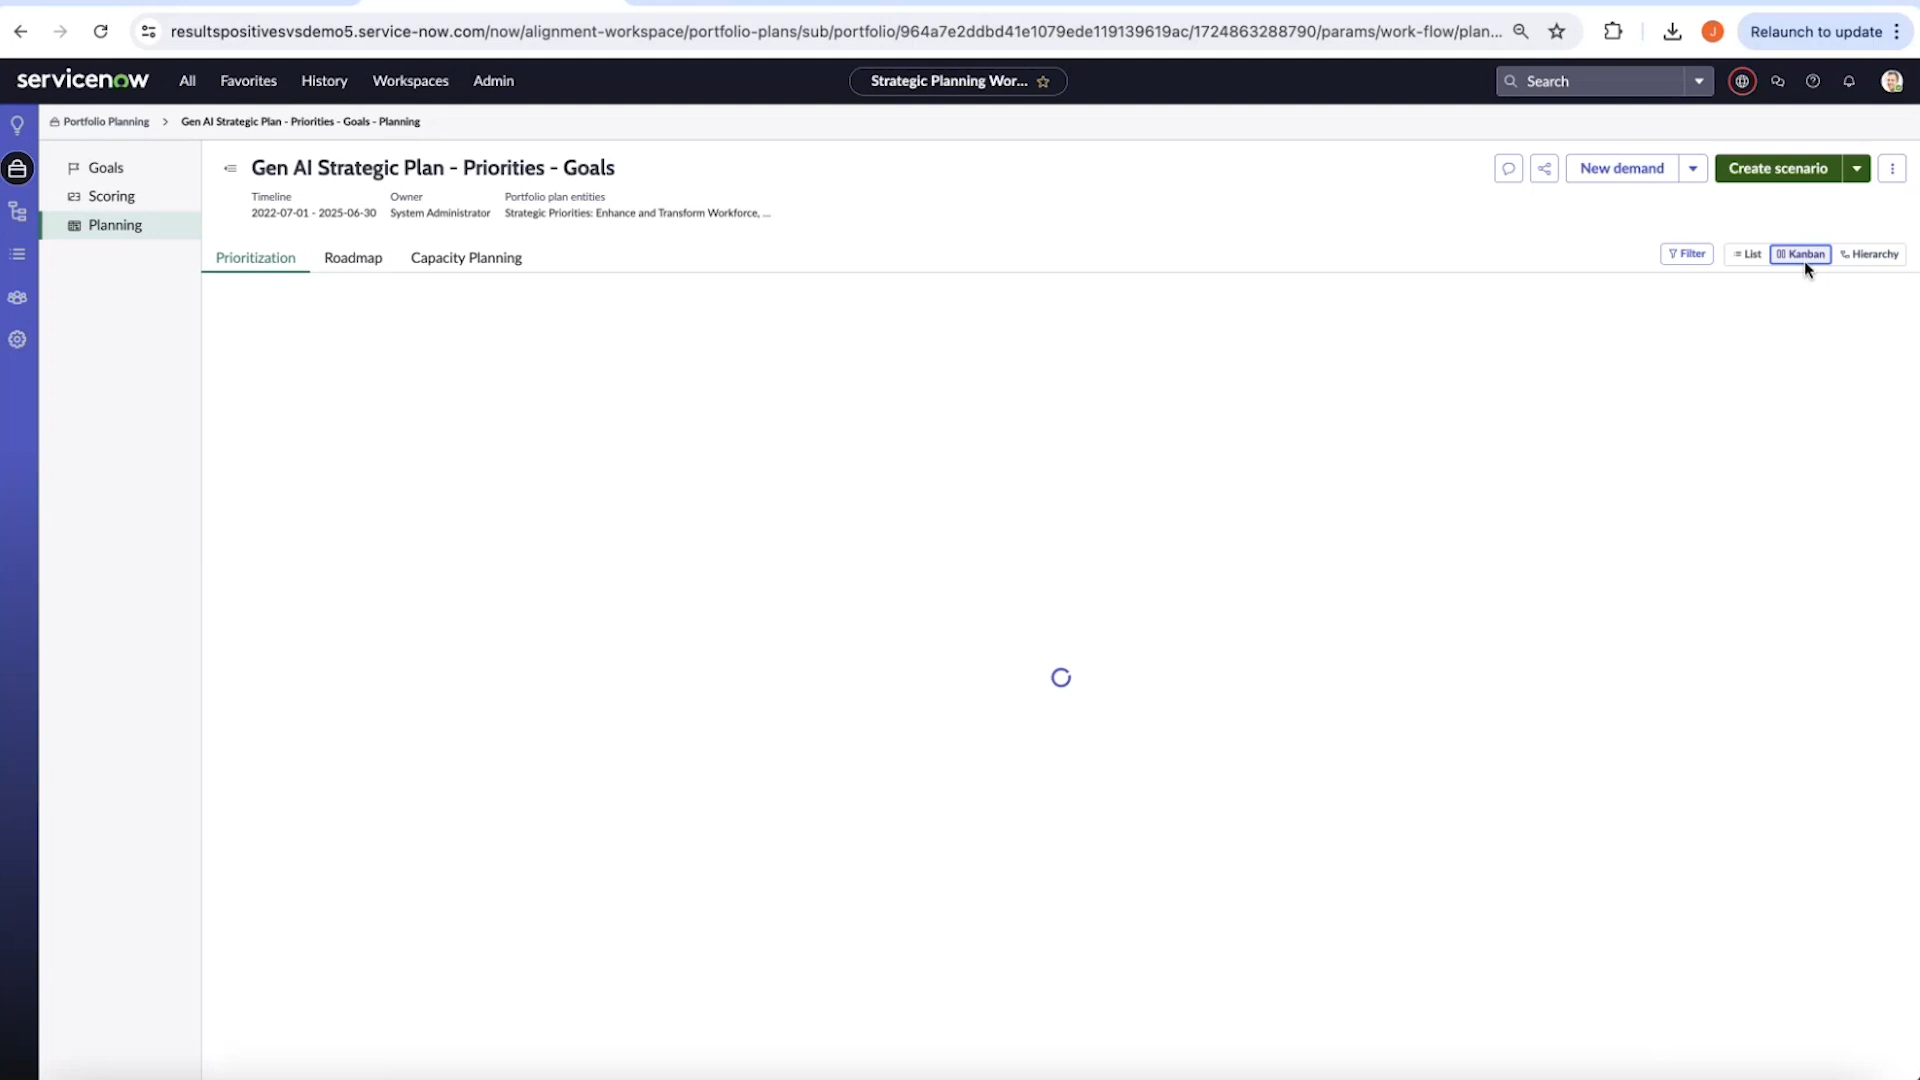 resultspositivesvsdemo5.service-now.com/now/alignment-workspace/portfolio-plans/sub/portfolio/964a7e2ddbd41e1079ede119139619ac/1724863288790/params/work-flow/plan...
J
Relaunch to update
servicenow
All
Favorites
History
Workspaces
Admin
Strategic Planning Wor...
Search
Portfolio Planning > Gen AI Strategic Plan - Priorities - Goals - Planning
Goals
Scoring
Planning
Gen AI Strategic Plan - Priorities - Goals
New demand
Create scenario
Timeline
2022-07-01 - 2025-06-30
Owner
System Administrator
Portfolio plan entities
Strategic Priorities: Enhance and Transform Workforce, ...
Prioritization
Roadmap
Capacity Planning
Filter
List
Kanban
Hierarchy